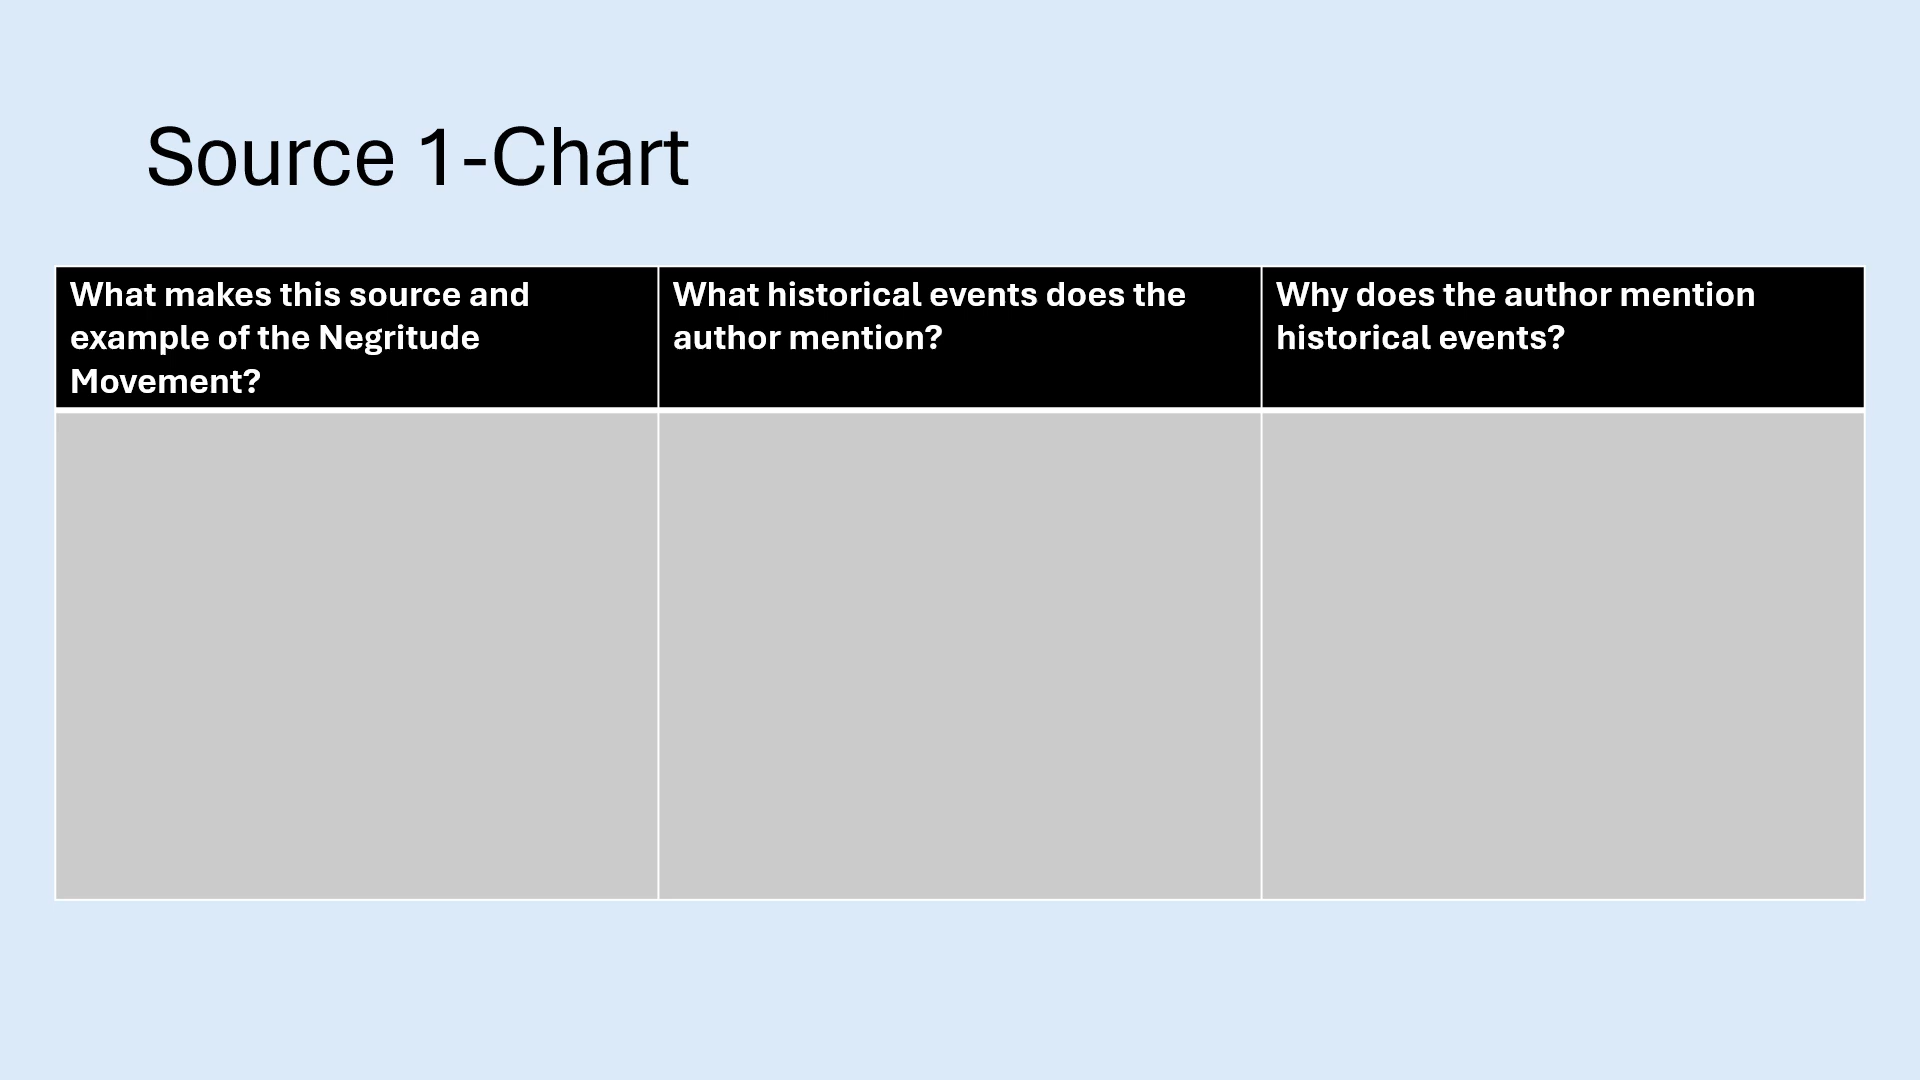 Source 1-Chart
What makes this source and
example of the Negritude
Movement?
What historical events does the
author mention?
Why does the author mention
historical events?